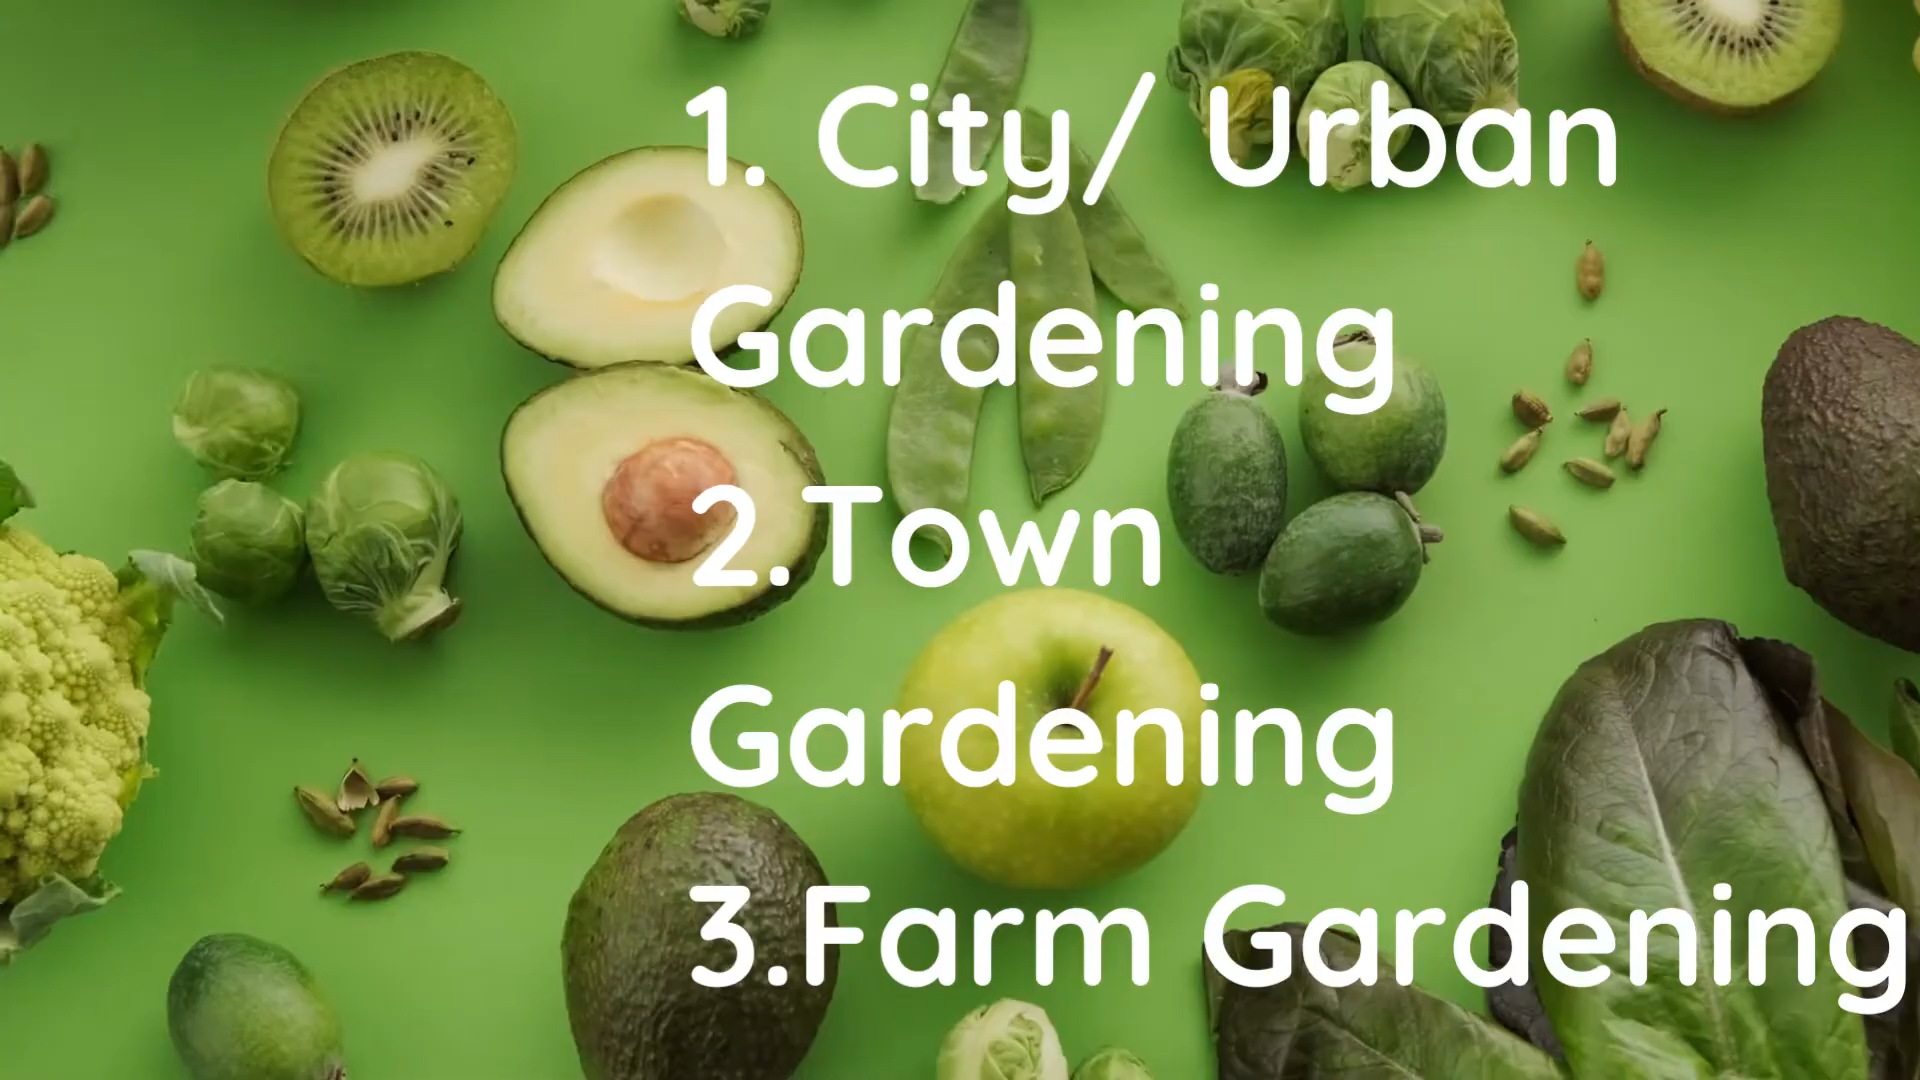 1. City/ Urban
Gardening
2.Town
Gardening
3.Farm Gardening